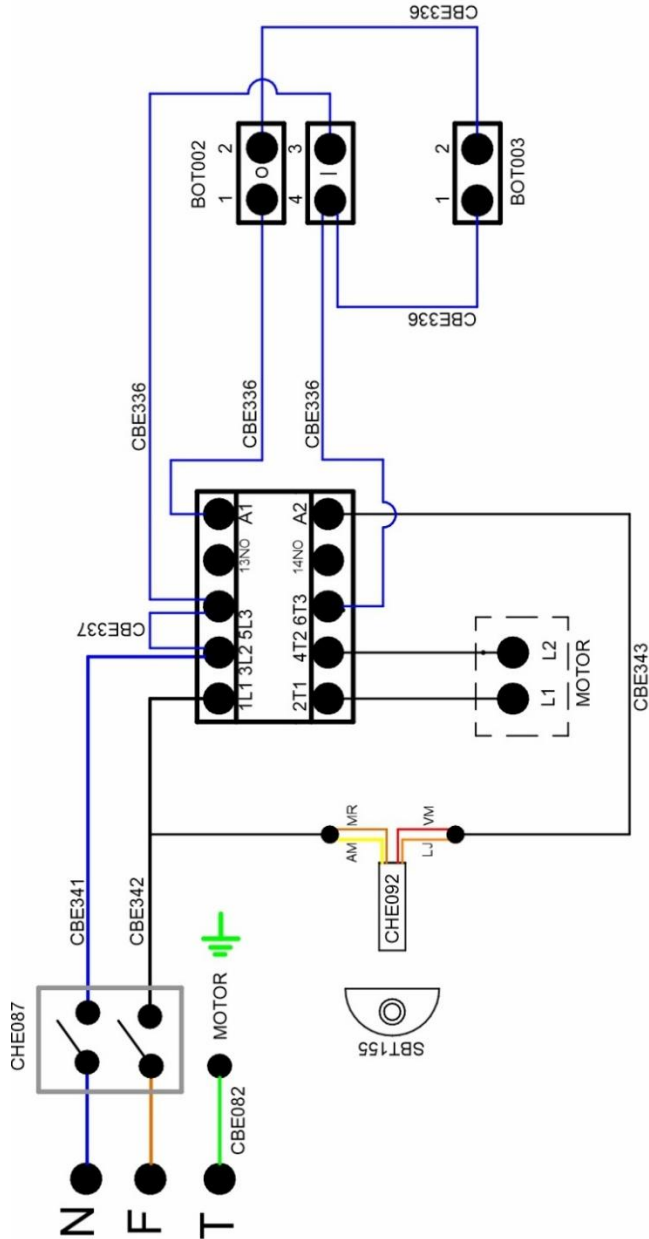 N
F
T
CHE087
CBE341
CBE342
CBE082
MOTOR
SBT155
CHE092
AM
MR
LJ
VM
CBE337
1L1
3L2
5L3
13NO
A1
2T1
4T2
6T3
14NO
A2
L1
L2
MOTOR
CBE343
CBE336
CBE336
CBE336
BOT002
1
2
O
4
3
I
CBE336
CBE336
BOT003
1
2